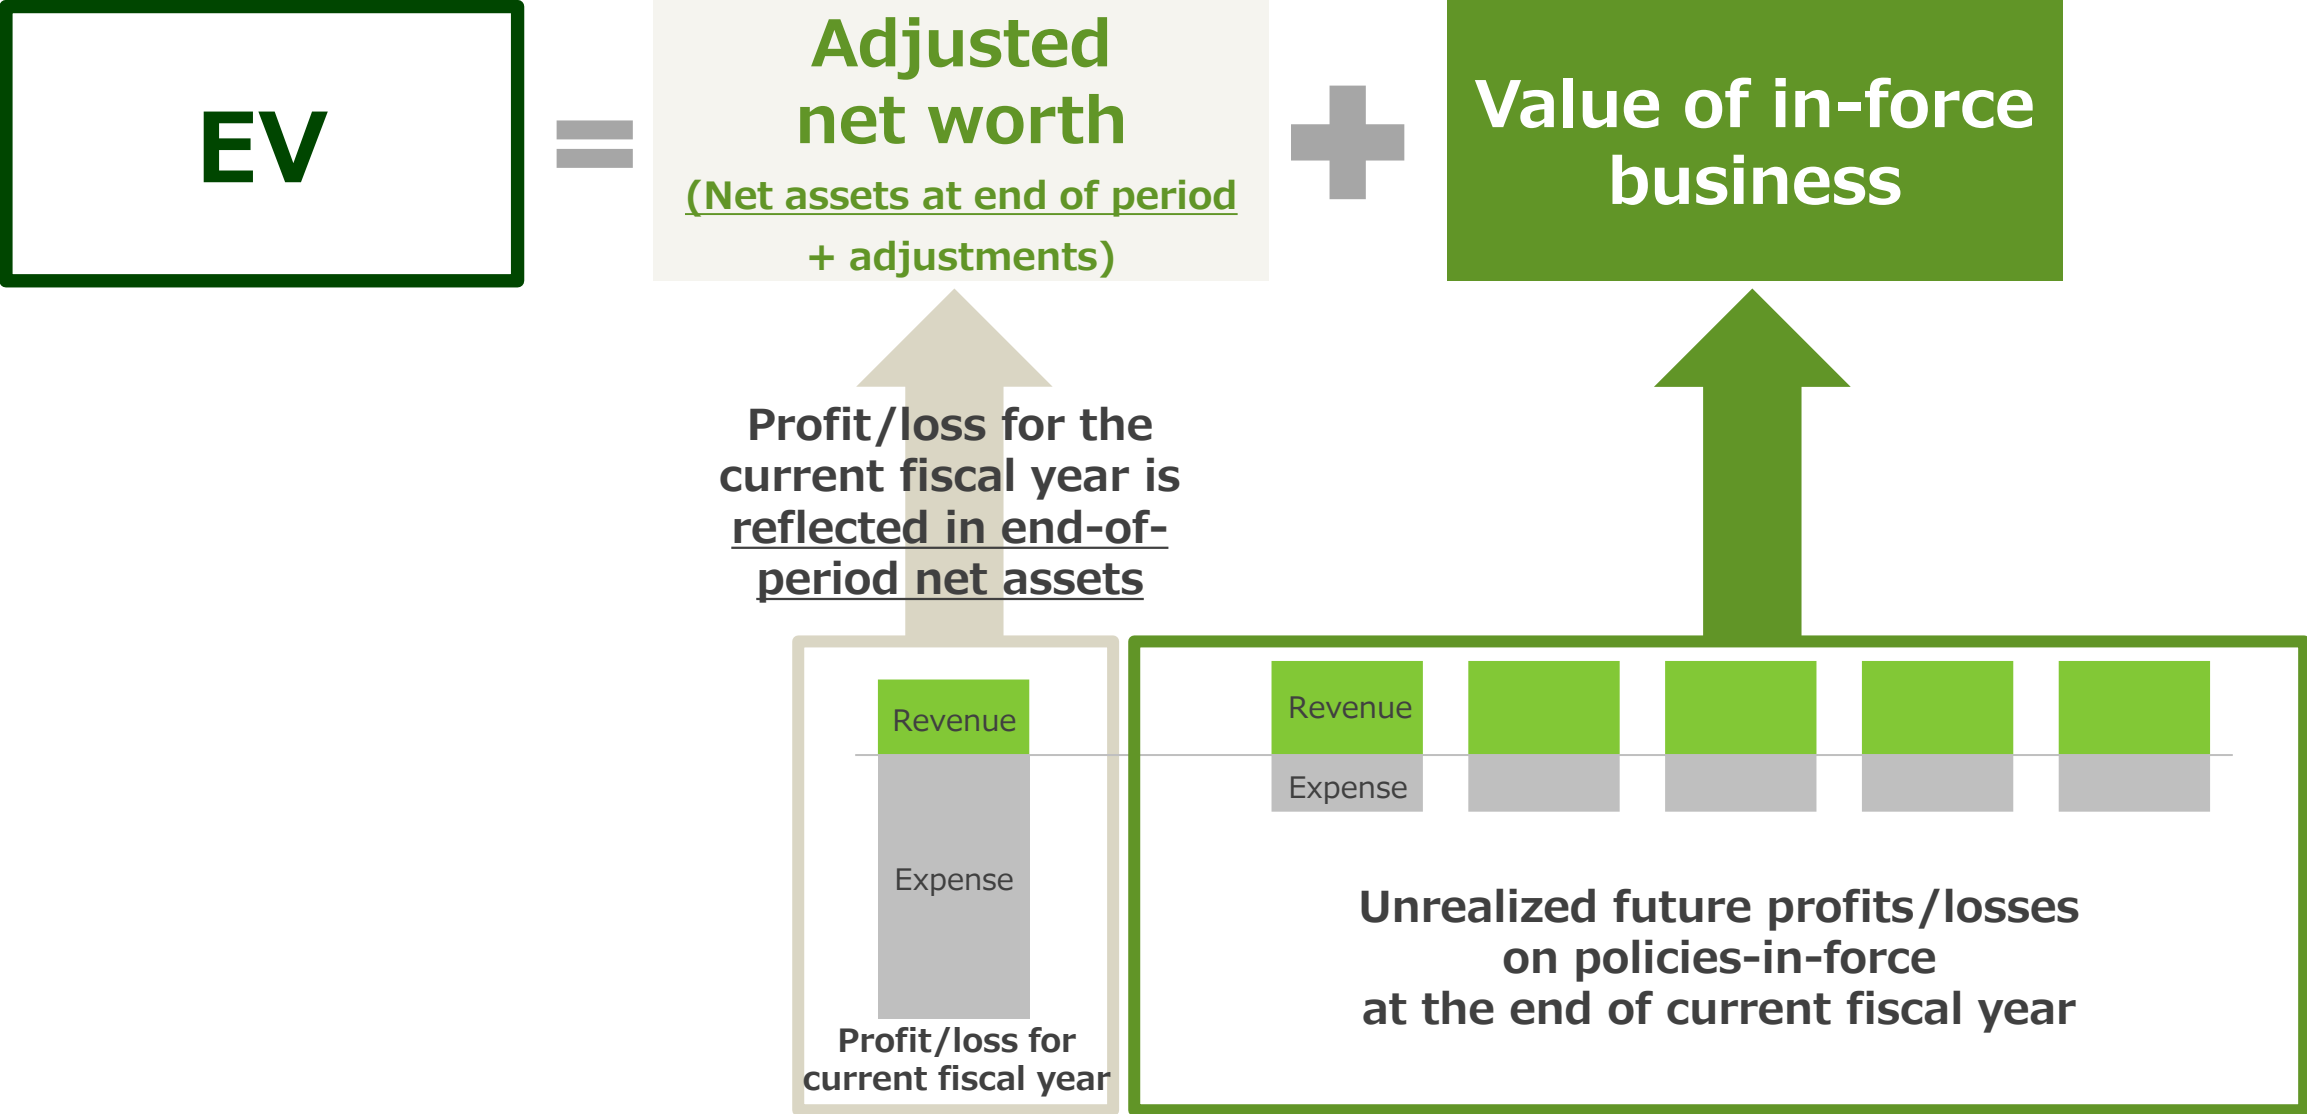 EV
=
Adjusted
net worth
(Net assets at end of period
+ adjustments)
+
Value of in-force
business
Profit/loss for the
current fiscal year is
reflected in end-of-
period net assets
Revenue
Expense
Profit/loss for
current fiscal year
Revenue
Expense
Unrealized future profits/losses
on policies-in-force
at the end of current fiscal year